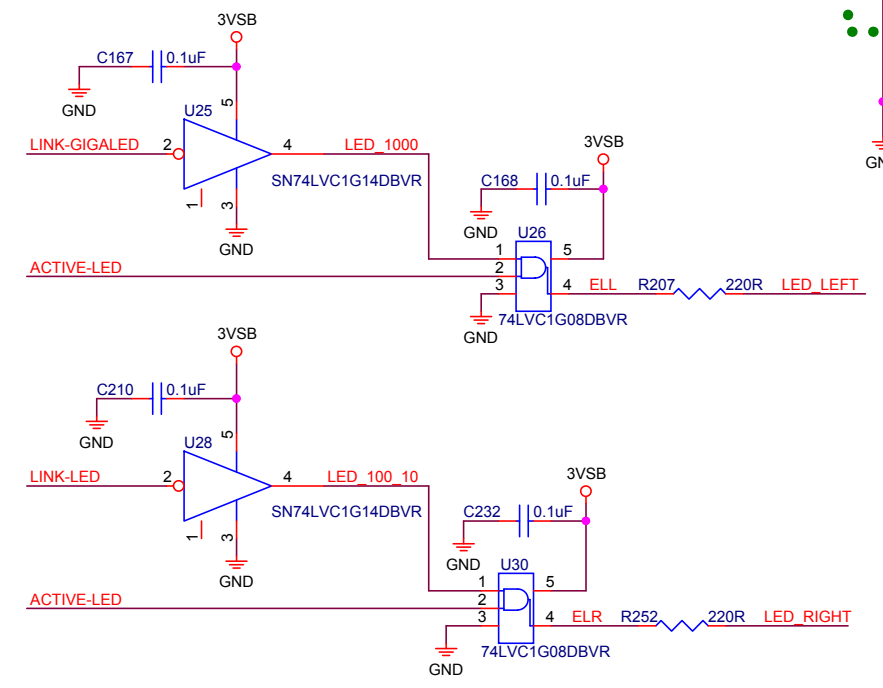 3VSB
C167 0.1uF
GND
U25
5
LINK-GIGALED 2 4 LED_1000
SN74LVC1G14DBVR
1 3
GND
3VSB
C168 0.1uF
GND
U26
1 5
ACTIVE-LED 2
3 4 ELL R207 220R LED_LEFT
74LVC1G08DBVR
GND
GN
3VSB
C210 0.1uF
GND
U28
5
LINK-LED 2 4 LED_100_10
SN74LVC1G14DBVR
1 3
GND
3VSB
C232 0.1uF
GND
U30
1 5
ACTIVE-LED 2
3 4 ELR R252 220R LED_RIGHT
74LVC1G08DBVR
GND